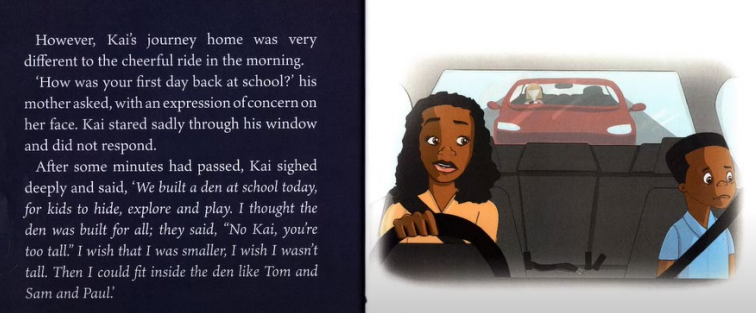 However, Kai's journey home was very
different to the cheerful ride in the morning.
'How was your first day back at school?' his
mother asked, with an expression of concern on
her face. Kai stared sadly through his window
and did not respond.
After some minutes had passed, Kai sighed
deeply and said, 'We built a den at school today,
for kids to hide, explore and play. I thought the
den was built for all; they said, "No Kai, you're
too tall." I wish that I was smaller, I wish I wasn't
tall. Then I could fit inside the den like Tom and
Sam and Paul.'